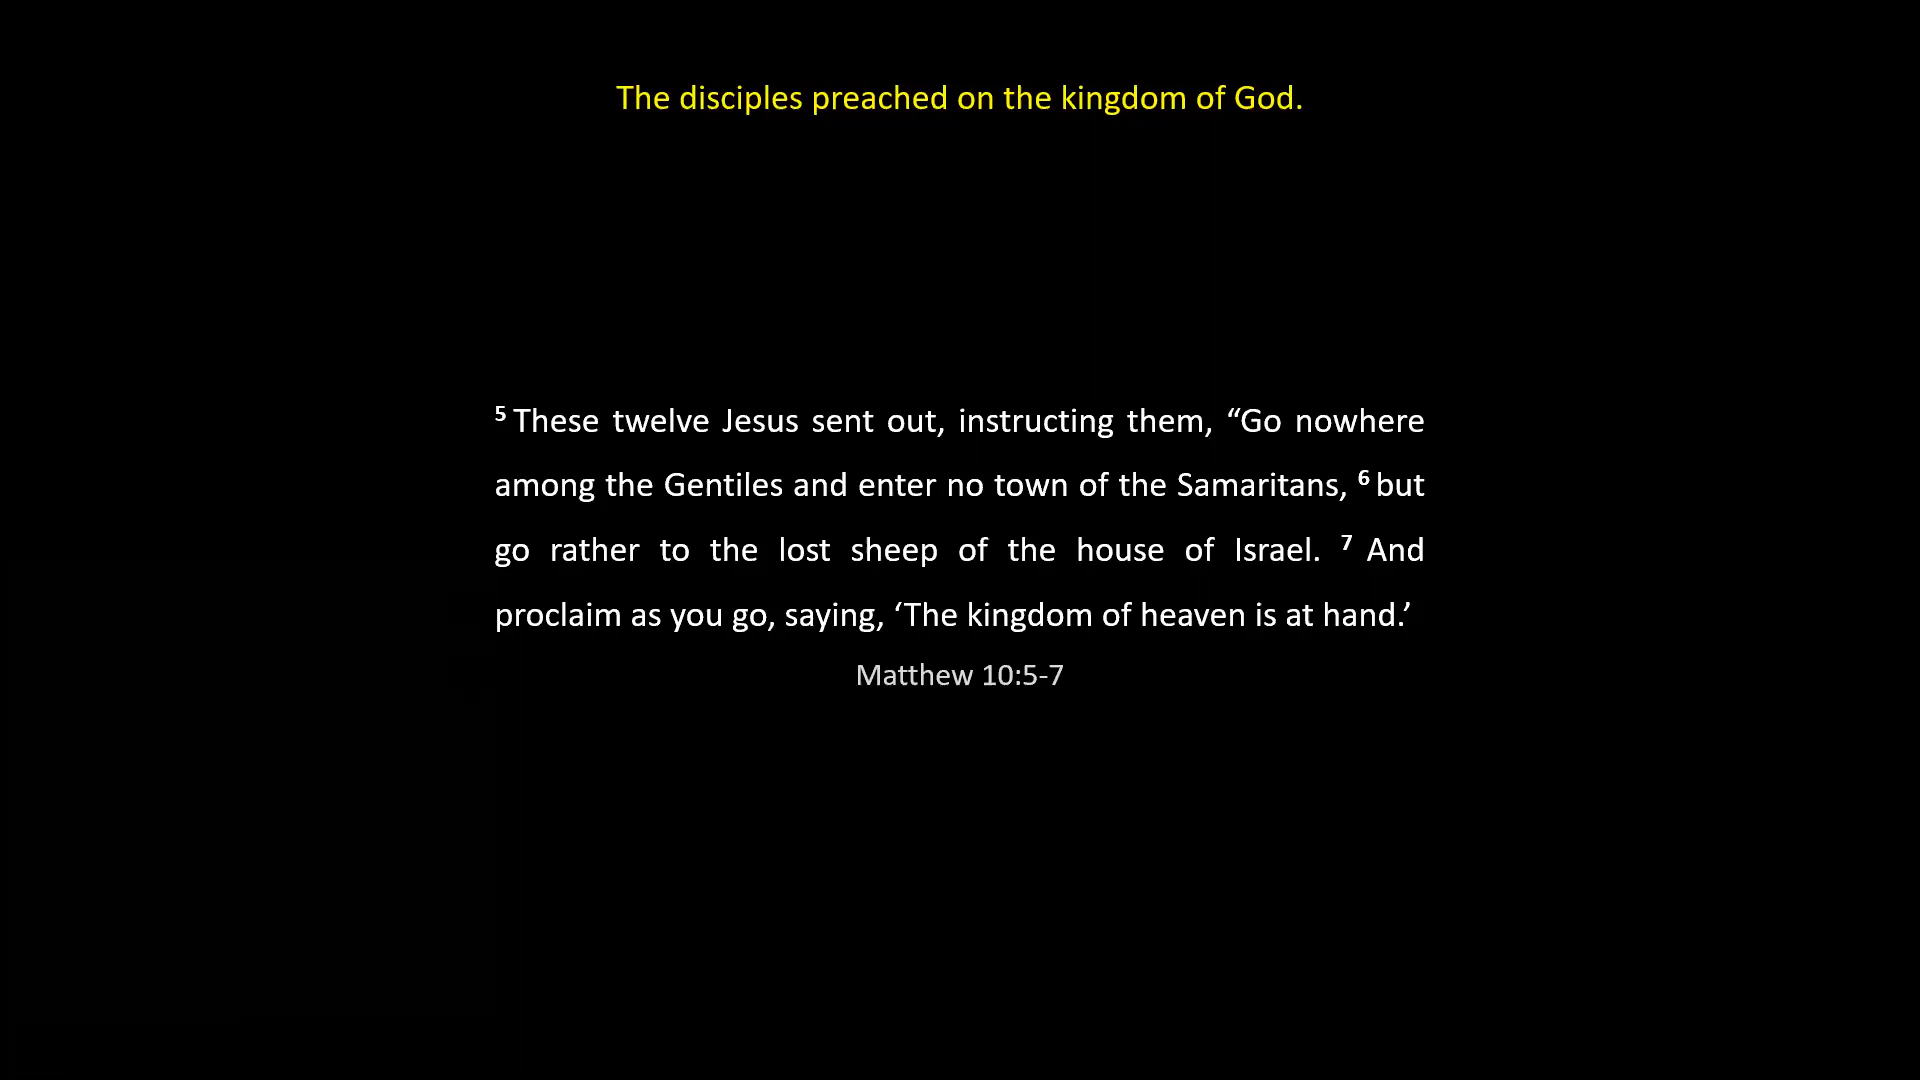 The disciples preached on the kingdom of God.
5 These twelve Jesus sent out, instructing them, “Go nowhere
among the Gentiles and enter no town of the Samaritans, 6 but
go rather to the lost sheep of the house of Israel. 7 And
proclaim as you go, saying, ‘The kingdom of heaven is at hand.’
Matthew 10:5-7